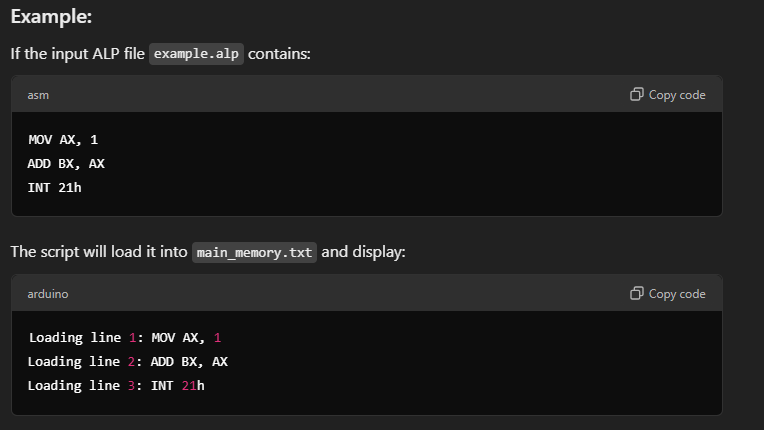 Example:
If the input ALP file example.alp contains:
asm
Copy code
MOV AX, 1
ADD BX, AX
INT 21h
The script will load it into main_memory.txt and display:
arduino
Copy code
Loading line 1: MOV AX, 1
Loading line 2: ADD BX, AX
Loading line 3: INT 21h